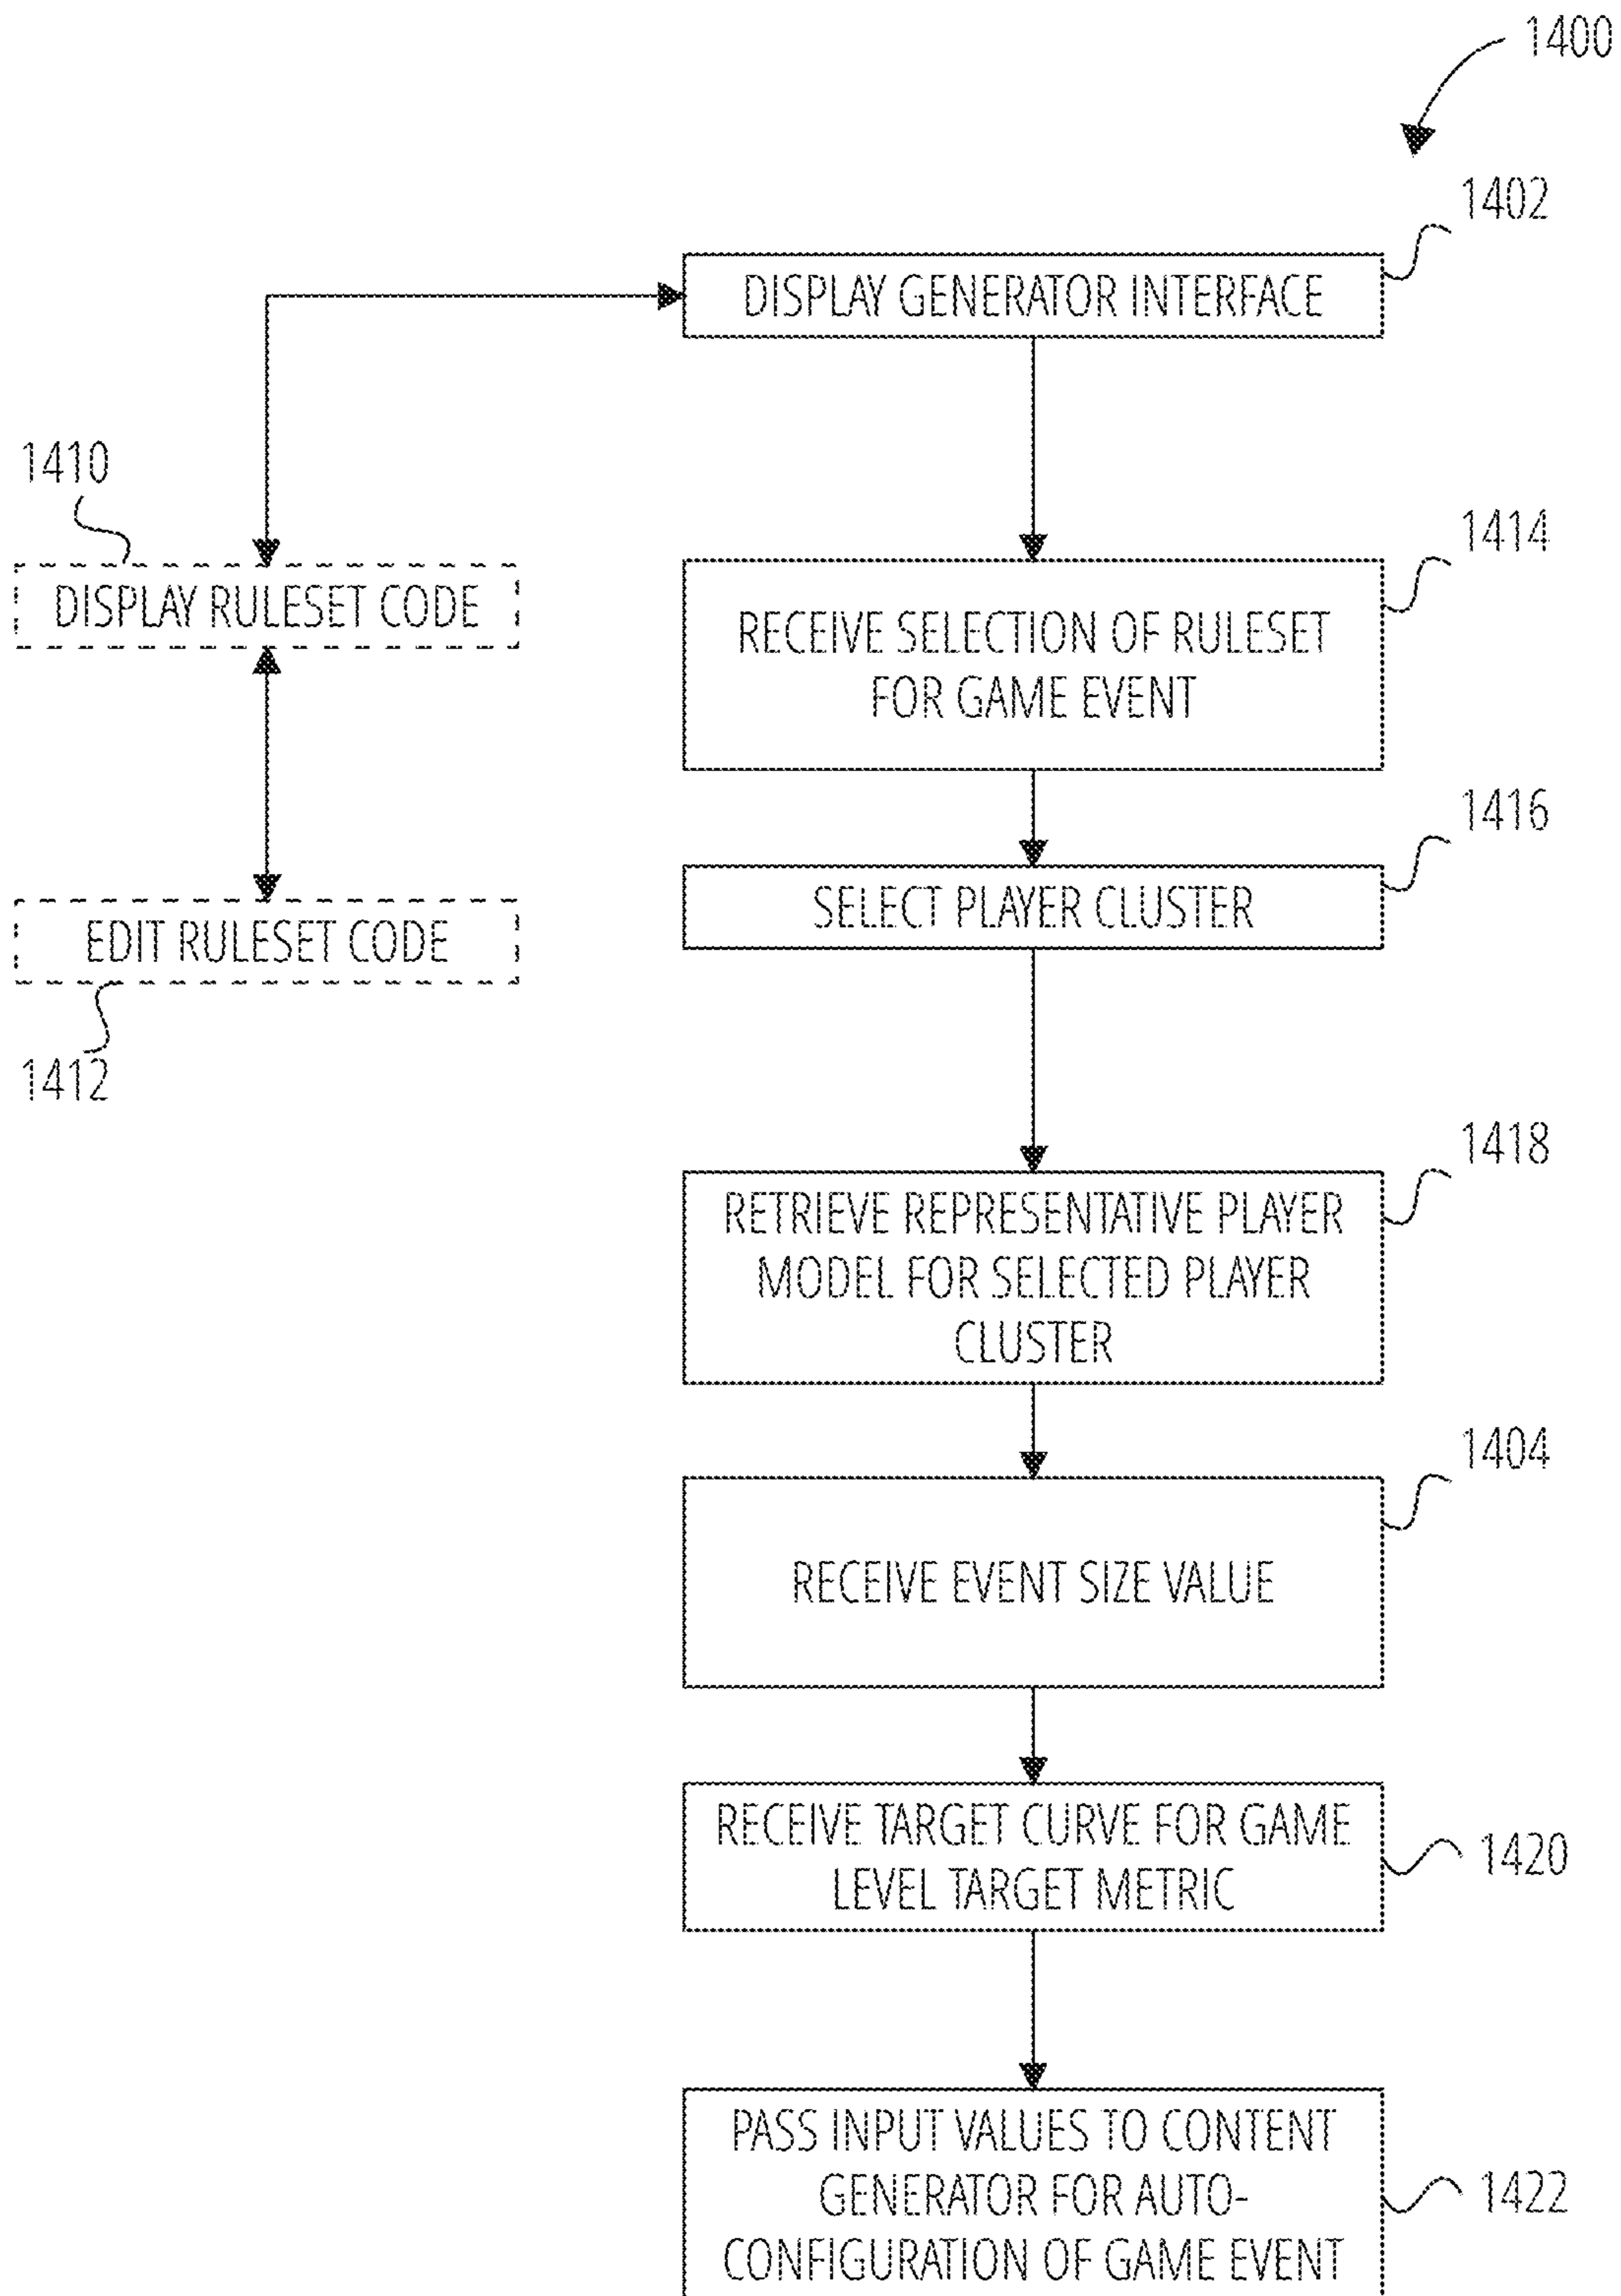 1400
1402
DISPLAY GENERATOR INTERFACE
1410
DISPLAY RULESET CODE
1414
RECEIVE SELECTION OF RULESET
FOR GAME EVENT
1416
SELECT PLAYER CLUSTER
EDIT RULESET CODE
1412
1418
RETRIEVE REPRESENTATIVE PLAYER
MODEL FOR SELECTED PLAYER
CLUSTER
1404
RECEIVE EVENT SIZE VALUE
RECEIVE TARGET CURVE FOR GAME
LEVEL TARGET METRIC
1420
PASS INPUT VALUES TO CONTENT
GENERATOR FOR AUTO-
CONFIGURATION OF GAME EVENT
1422